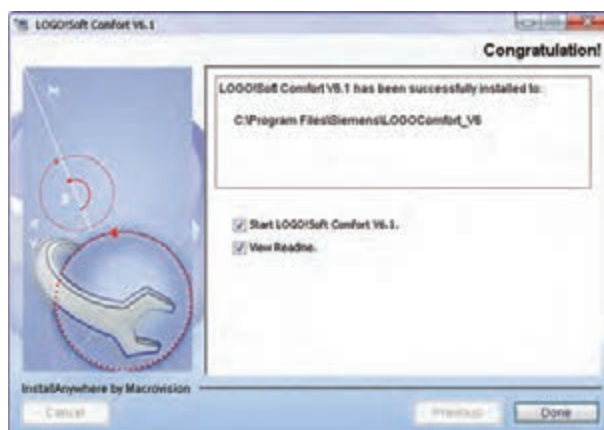 LOGO!Soft Comfort V6.1
Congratulation!
LOGO!Soft Comfort V6.1 has been successfully installed to:
C:\Program Files\Siemens\LOGOComfort_V6
Start LOGO!Soft Comfort V6.1.
View Readme.
InstallAnywhere by Macrovision
Cancel
Previous
Done